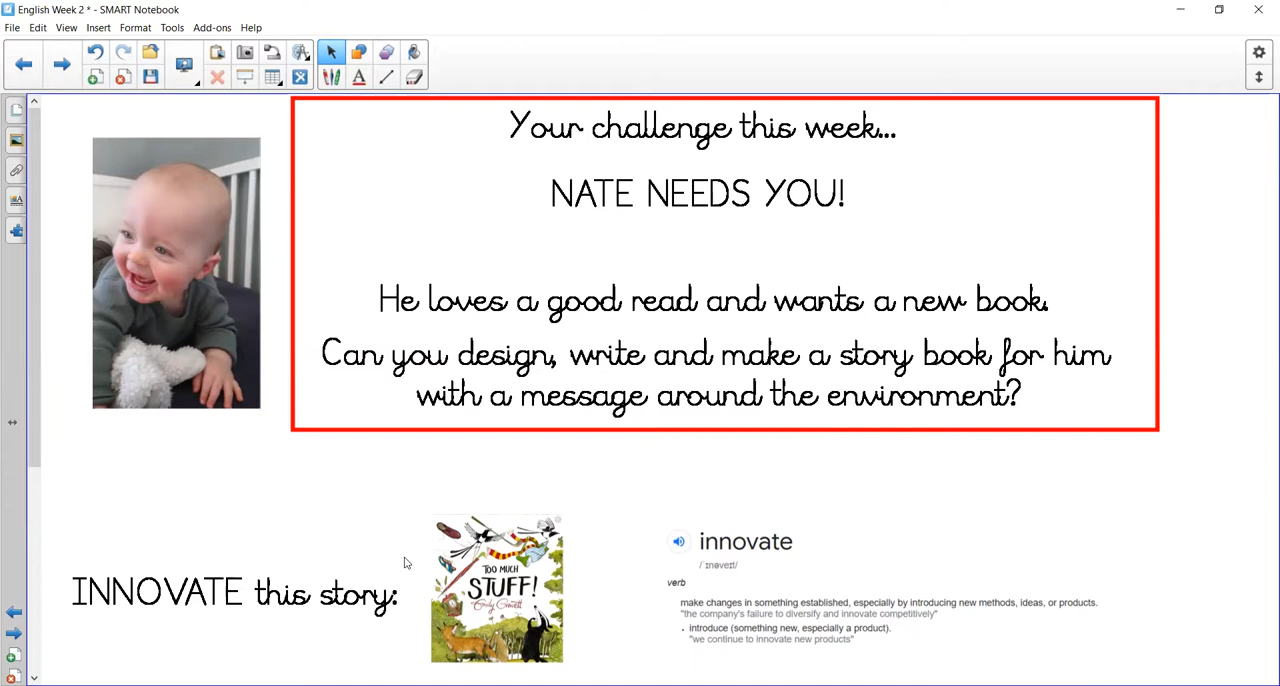 English Week 2 * - SMART Notebook
File Edit View Insert Format Tools Add-ons Help
Your challenge this week...
NATE NEEDS YOU!
He loves a good read and wants a new book.
Can you design, write and make a story book for him
with a message around the environment?
INNOVATE this story:
TOO MUCH
STUFF!
Emily Gravett
innovate
/ˈɪnəveɪt/
verb
make changes in something established, especially by introducing new methods, ideas, or products.
"the company's failure to diversify and innovate competitively"
• introduce (something new, especially a product).
"we continue to innovate new products"